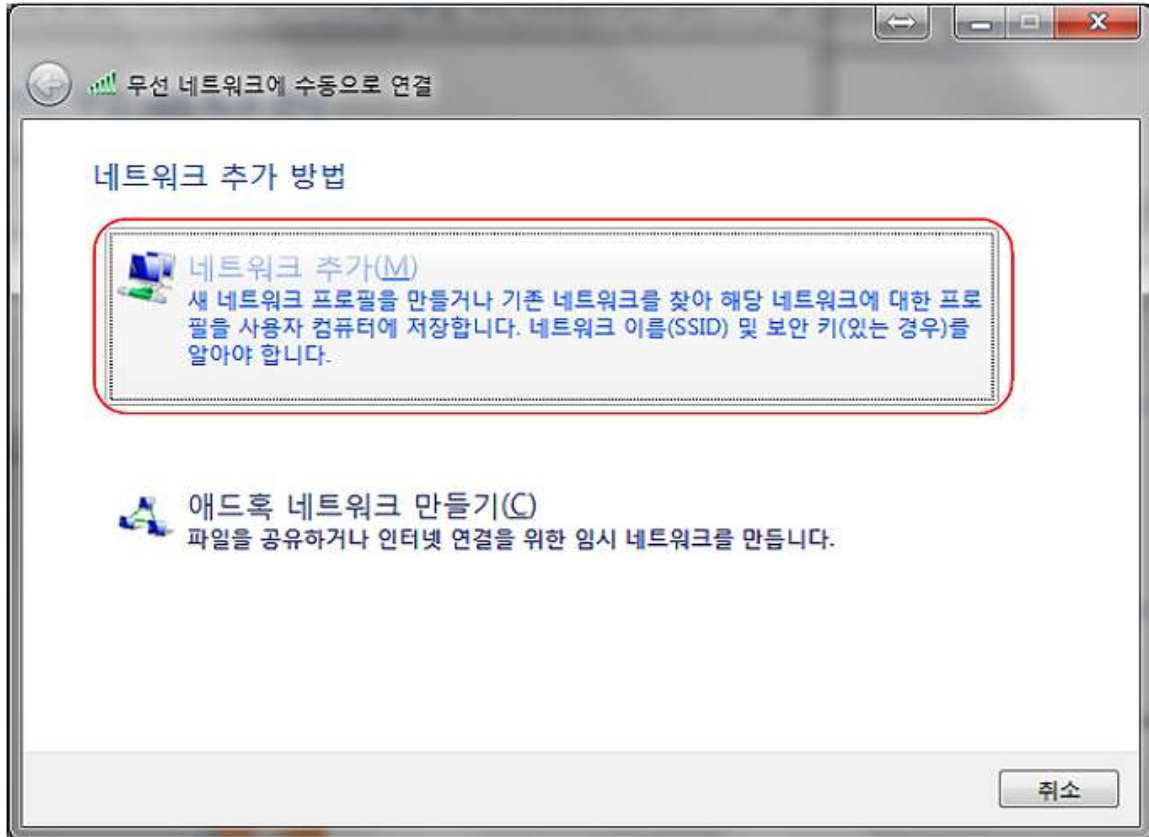 무선 네트워크에 수동으로 연결
네트워크 추가 방법
네트워크 추가(M)
새 네트워크 프로필을 만들거나 기존 네트워크를 찾아 해당 네트워크에 대한 프로
필을 사용자 컴퓨터에 저장합니다. 네트워크 이름(SSID) 및 보안 키(있는 경우)를
알아야 합니다.
애드혹 네트워크 만들기(C)
파일을 공유하거나 인터넷 연결을 위한 임시 네트워크를 만듭니다.
취소